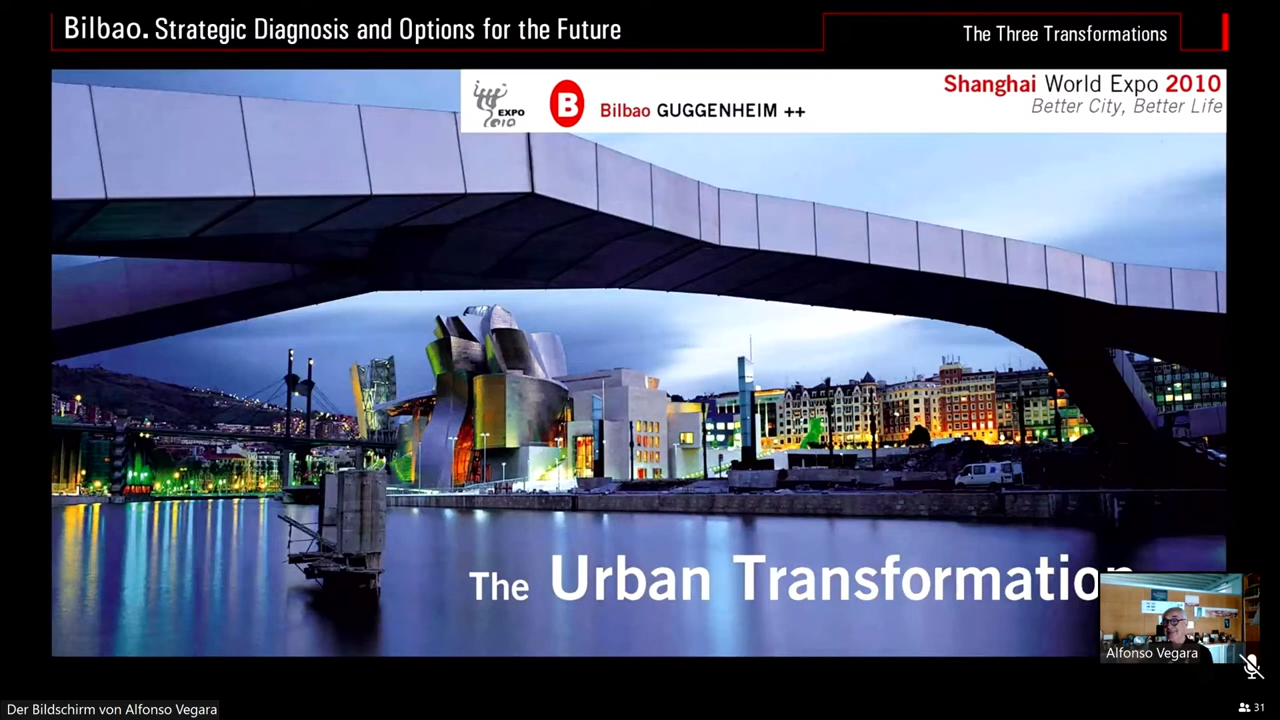 Bilbao. Strategic Diagnosis and Options for the Future
The Three Transformations
EXPO
2010
B
Bilbao GUGGENHEIM ++
Shanghai World Expo 2010
Better City, Better Life
The Urban Transformation
Alfonso Vegara
Der Bildschirm von Alfonso Vegara
31